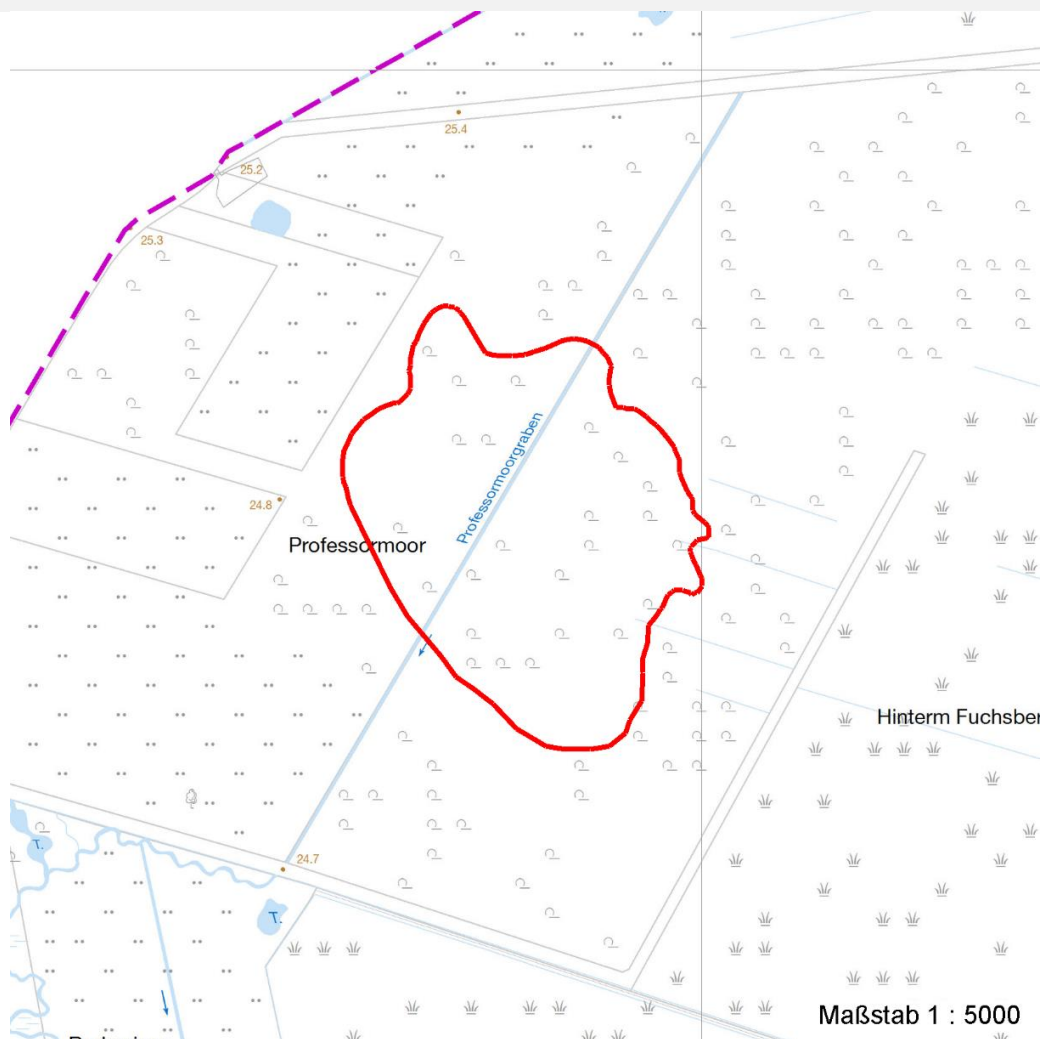 25.4
25.2
25.3
Professormoorgraben
24.8
Professormoor
Hinterm Fuchsber
T.
24.7
T.
Maßstab 1 : 5000